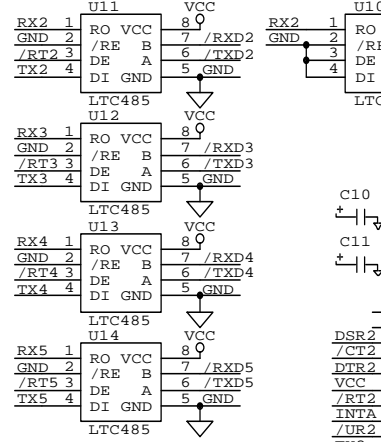 U11 VCC
RX2 1 RO VCC 8
GND 2 /RE B 7 /RXD2
/RT2 3 DE A 6 /TXD2
TX2 4 DI GND 5 GND
LTC485
U12 VCC
RX3 1 RO VCC 8
GND 2 /RE B 7 /RXD3
/RT3 3 DE A 6 /TXD3
TX3 4 DI GND 5 GND
LTC485
U13 VCC
RX4 1 RO VCC 8
GND 2 /RE B 7 /RXD4
/RT4 3 DE A 6 /TXD4
TX4 4 DI GND 5 GND
LTC485
U14 VCC
RX5 1 RO VCC 8
GND 2 /RE B 7 /RXD5
/RT5 3 DE A 6 /TXD5
TX5 4 DI GND 5 GND
LTC485
U10
RX2 1 RO
GND 2 /RE
3 DE
4 DI
LTC
C10
+
C11
+
DSR2
/CT2
DTR2
VCC
/RT2
INTA
/UR2